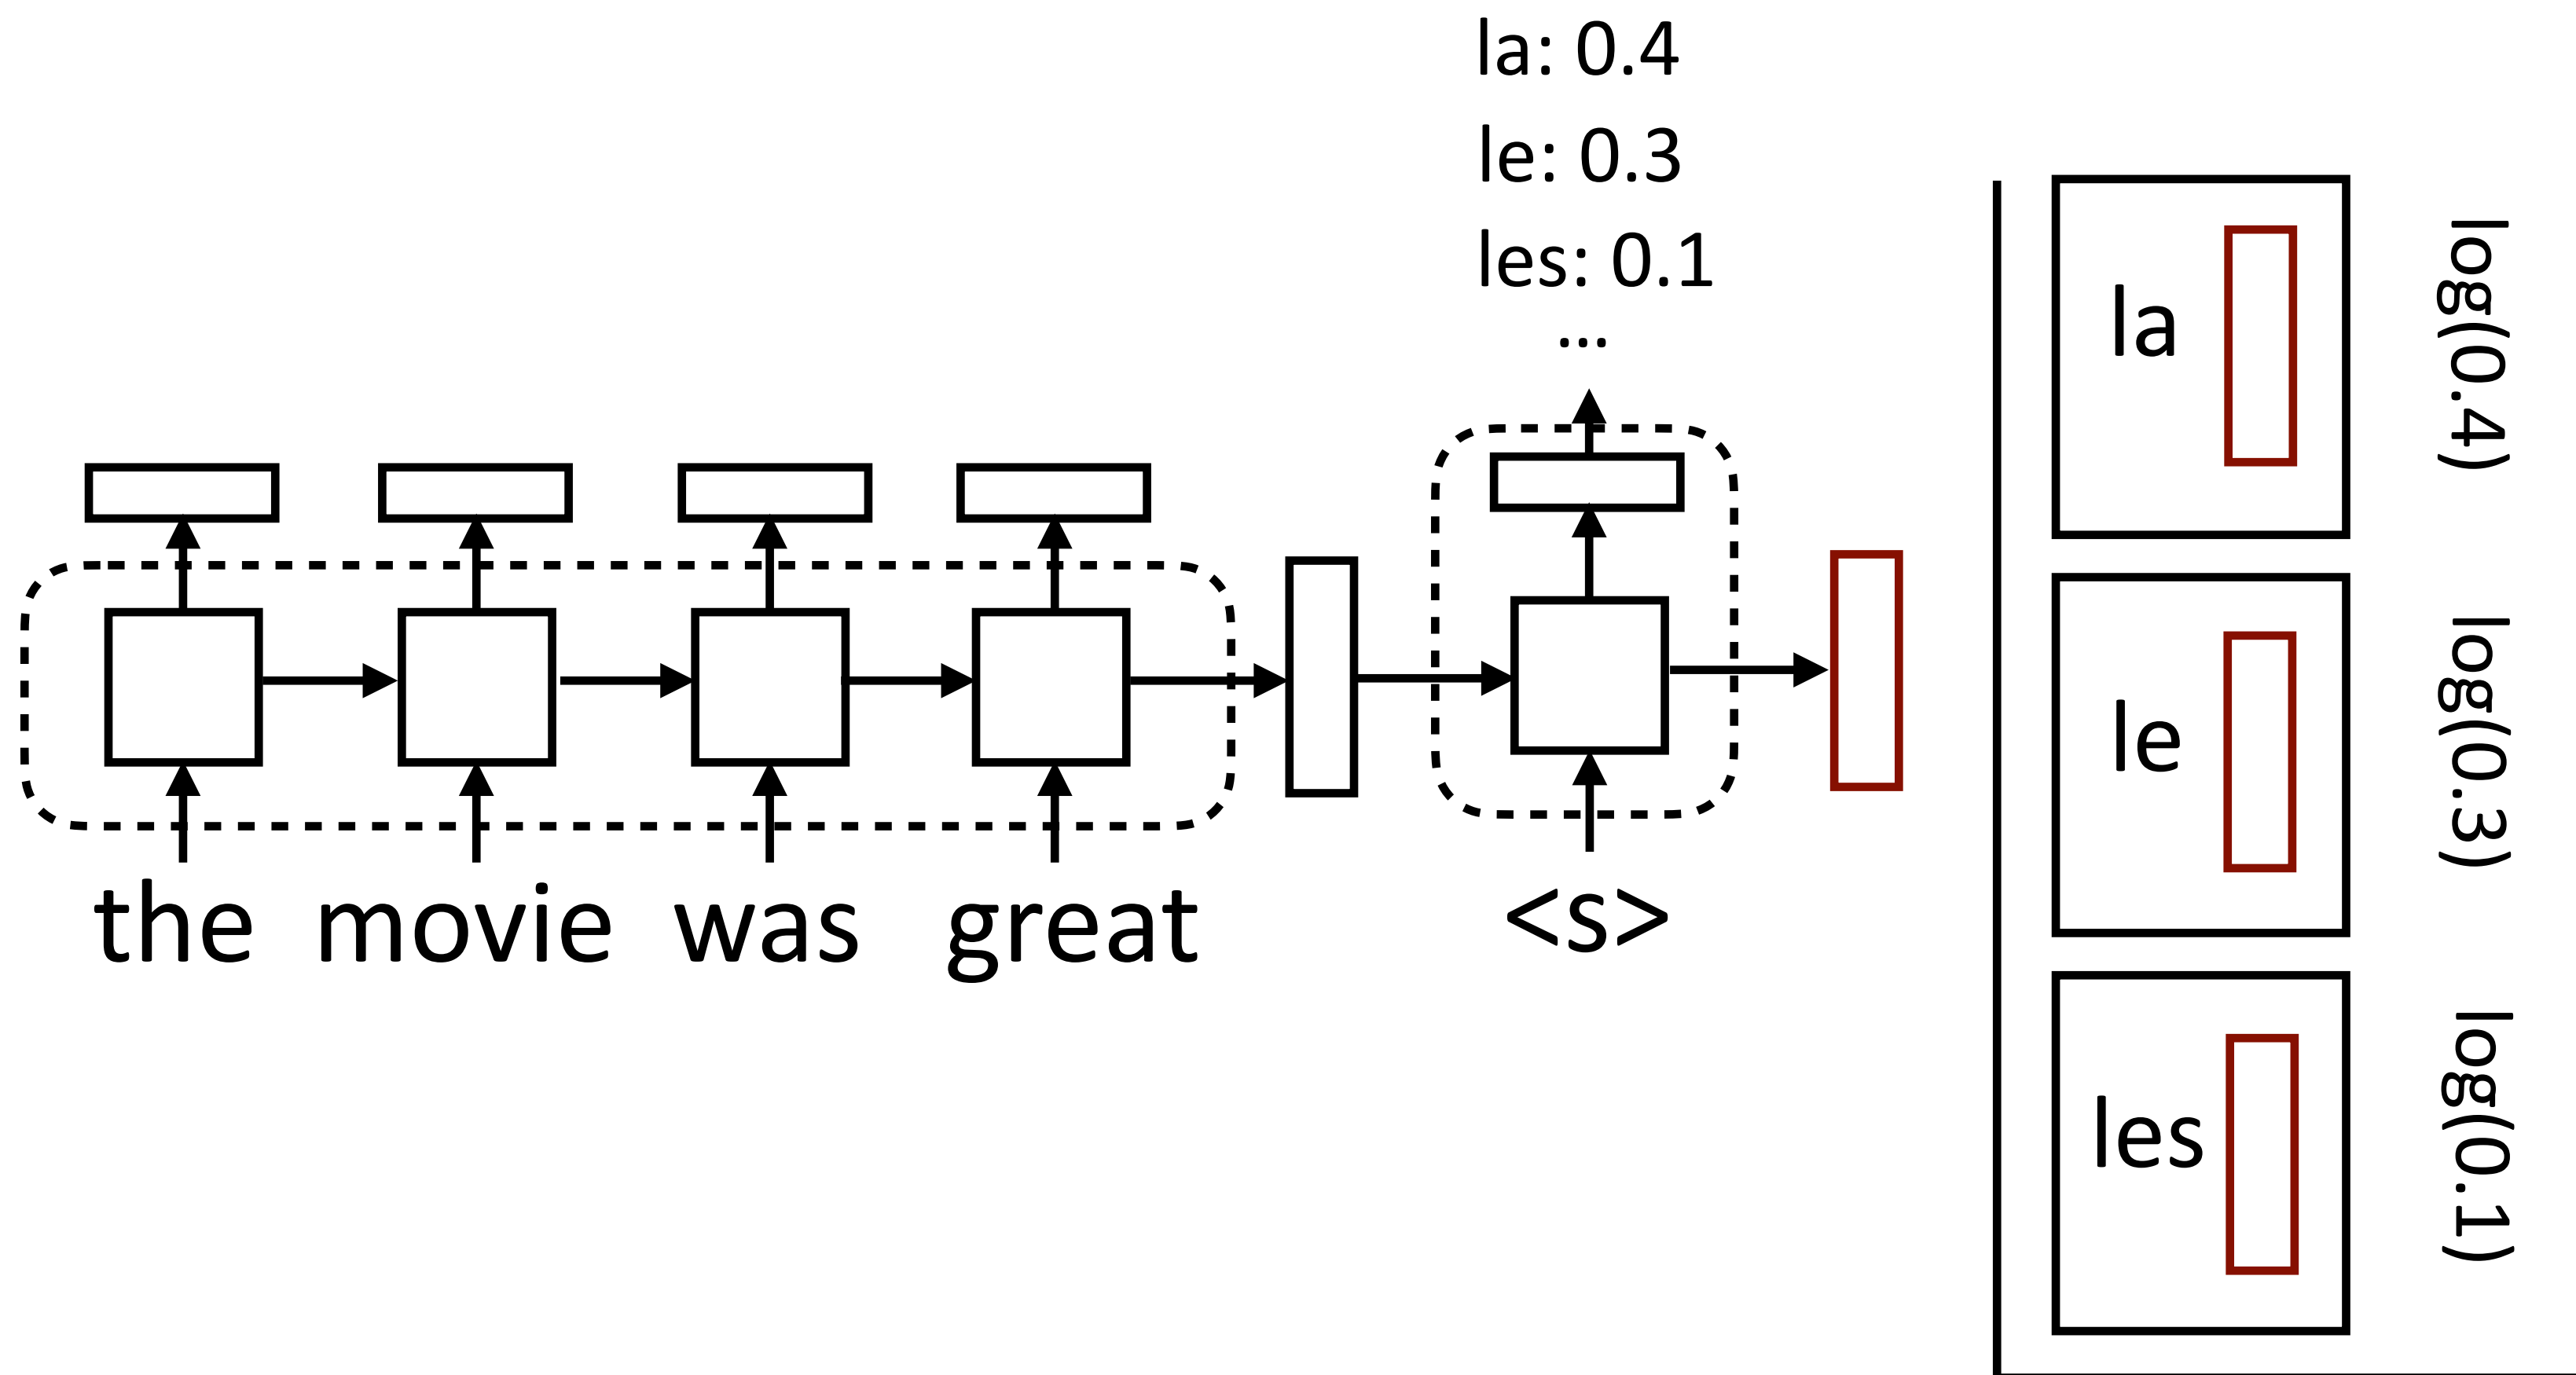 la: 0.4
le: 0.3
les: 0.1
...
the movie was great
<s>
la
log(0.4)
le
log(0.3)
les
log(0.1)